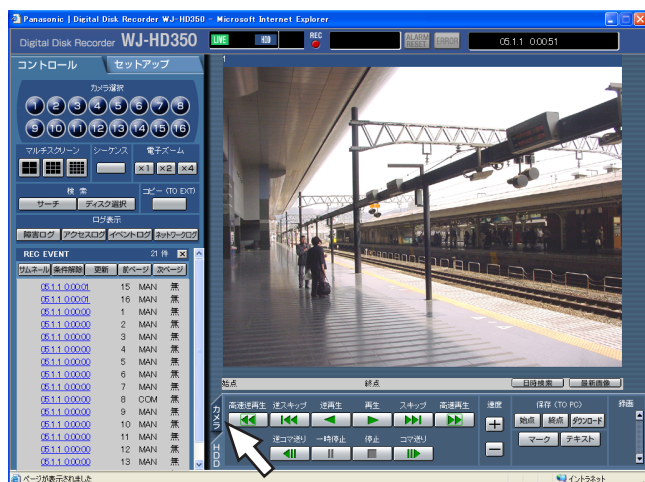 Panasonic | Digital Disk Recorder WJ-HD350 - Microsoft Internet Explorer
Digital Disk Recorder WJ-HD350
LIVE HDD REC ALARM RESET ERROR 05.1.1 0:00:51
コントロール セットアップ
1
カメラ選択
1 2 3 4 5 6 7 8
9 10 11 12 13 14 15 16
マルチスクリーン シーケンス 電子ズーム
×1 ×2 ×4
検 索 コピー (TO EXT)
サーチ ディスク選択
ログ表示
障害ログ アクセスログ イベントログ ネットワークログ
REC EVENT 21 件
サムネール 条件解除 更新 前ページ 次ページ
05.1.1 0:00:01 15 MAN 無
05.1.1 0:00:01 16 MAN 無
05.1.1 0:00:00 1 MAN 無
05.1.1 0:00:00 2 MAN 無
05.1.1 0:00:00 3 MAN 無
05.1.1 0:00:00 4 MAN 無
05.1.1 0:00:00 5 MAN 無
05.1.1 0:00:00 6 MAN 無
05.1.1 0:00:00 7 MAN 無
05.1.1 0:00:00 8 COM 無
05.1.1 0:00:00 9 MAN 無
05.1.1 0:00:00 10 MAN 無
05.1.1 0:00:00 11 MAN 無
05.1.1 0:00:00 12 MAN 無
05.1.1 0:00:00 13 MAN 無
始点 終点 日時検索 最新画像
カメラ
HDD
高速逆再生 逆スキップ 逆再生 再生 スキップ 高速再生 速度 保存 (TO PC) 録画
始点 終点 ダウンロード
逆コマ送り 一時停止 停止 コマ送り
マーク テキスト
ページが表示されました
イントラネット